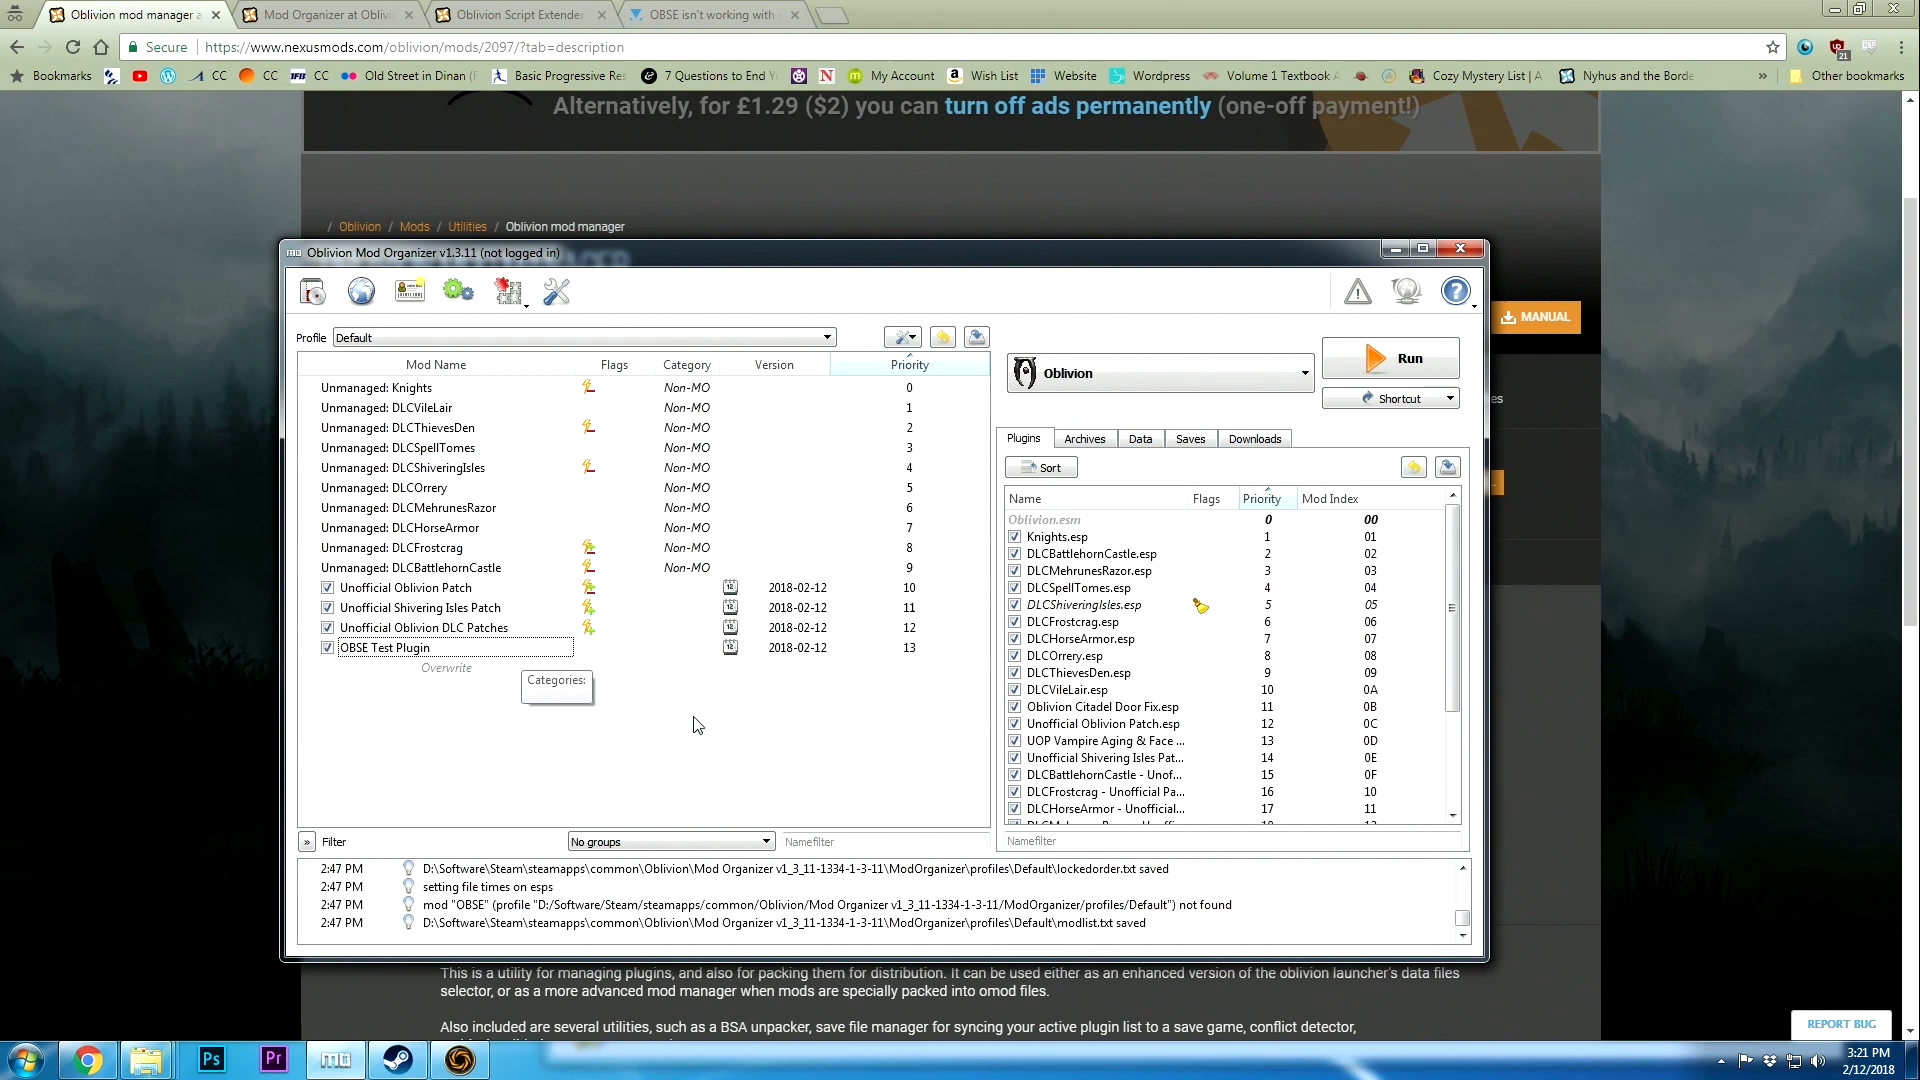 Oblivion mod manager a
Mod Organizer at Oblivio
Oblivion Script Extender
OBSE isn't working with
Secure
https://www.nexusmods.com/oblivion/mods/2097/?tab=description
21
Bookmarks
CC
CC
IFB
CC
Old Street in Dinan (F
Basic Progressive Res
7 Questions to End Y
N
m
My Account
a
Wish List
Website
Wordpress
Volume 1 Textbook A
Cozy Mystery List | A
Nyhus and the Borde
»
Other bookmarks
Alternatively, for £1.29 ($2) you can turn off ads permanently (one-off payment!)
/ Oblivion / Mods / Utilities / Oblivion mod manager
MANUAL
Oblivion Mod Organizer v1.3.11 (not logged in)
Profile
Default
Mod Name
Flags
Category
Version
Priority
Unmanaged: Knights
Non-MO
0
Unmanaged: DLCVileLair
Non-MO
1
Unmanaged: DLCThievesDen
Non-MO
2
Unmanaged: DLCSpellTomes
Non-MO
3
Unmanaged: DLCShiveringIsles
Non-MO
4
Unmanaged: DLCOrrery
Non-MO
5
Unmanaged: DLCMehrunesRazor
Non-MO
6
Unmanaged: DLCHorseArmor
Non-MO
7
Unmanaged: DLCFrostcrag
Non-MO
8
Unmanaged: DLCBattlehornCastle
Non-MO
9
Unofficial Oblivion Patch
12
2018-02-12
10
Unofficial Shivering Isles Patch
12
2018-02-12
11
Unofficial Oblivion DLC Patches
12
2018-02-12
12
OBSE Test Plugin
12
2018-02-12
13
Overwrite
Categories:
» Filter
No groups
Namefilter
Oblivion
Run
Shortcut
es
Plugins
Archives
Data
Saves
Downloads
Sort
Name
Flags
Priority
Mod Index
Oblivion.esm
0
00
Knights.esp
1
01
DLCBattlehornCastle.esp
2
02
DLCMehrunesRazor.esp
3
03
DLCSpellTomes.esp
4
04
DLCShiveringIsles.esp
5
05
DLCFrostcrag.esp
6
06
DLCHorseArmor.esp
7
07
DLCOrrery.esp
8
08
DLCThievesDen.esp
9
09
DLCVileLair.esp
10
0A
Oblivion Citadel Door Fix.esp
11
0B
Unofficial Oblivion Patch.esp
12
0C
UOP Vampire Aging & Face ...
13
0D
Unofficial Shivering Isles Pat...
14
0E
DLCBattlehornCastle - Unof...
15
0F
DLCFrostcrag - Unofficial Pa...
16
10
DLCHorseArmor - Unofficial...
17
11
Namefilter
2:47 PM
D:\Software\Steam\steamapps\common\Oblivion\Mod Organizer v1_3_11-1334-1-3-11\ModOrganizer\profiles\Default\lockedorder.txt saved
2:47 PM
setting file times on esps
2:47 PM
mod "OBSE" (profile "D:/Software/Steam/steamapps/common/Oblivion/Mod Organizer v1_3_11-1334-1-3-11/ModOrganizer/profiles/Default") not found
2:47 PM
D:\Software\Steam\steamapps\common\Oblivion\Mod Organizer v1_3_11-1334-1-3-11\ModOrganizer\profiles\Default\modlist.txt saved
This is a utility for managing plugins, and also for packing them for distribution. It can be used either as an enhanced version of the oblivion launcher's data files
selector, or as a more advanced mod manager when mods are specially packed into omod files.
Also included are several utilities, such as a BSA unpacker, save file manager for syncing your active plugin list to a save game, conflict detector,
REPORT BUG
Ps
Pr
mo
3:21 PM
2/12/2018